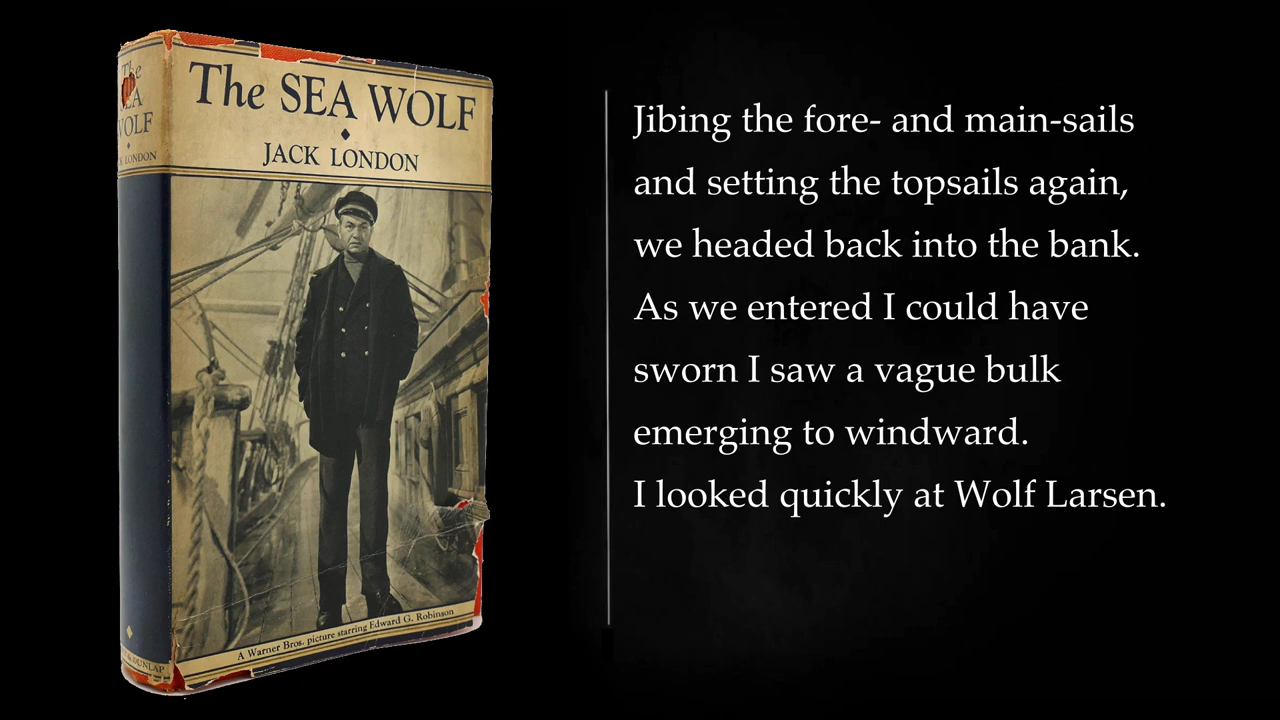 The
SEA
WOLF
LONDON
DUNLAP
The SEA WOLF
JACK LONDON
A Warner Bros. picture starring Edward G. Robinson
Jibing the fore- and main-sails
and setting the topsails again,
we headed back into the bank.
As we entered I could have
sworn I saw a vague bulk
emerging to windward.
I looked quickly at Wolf Larsen.